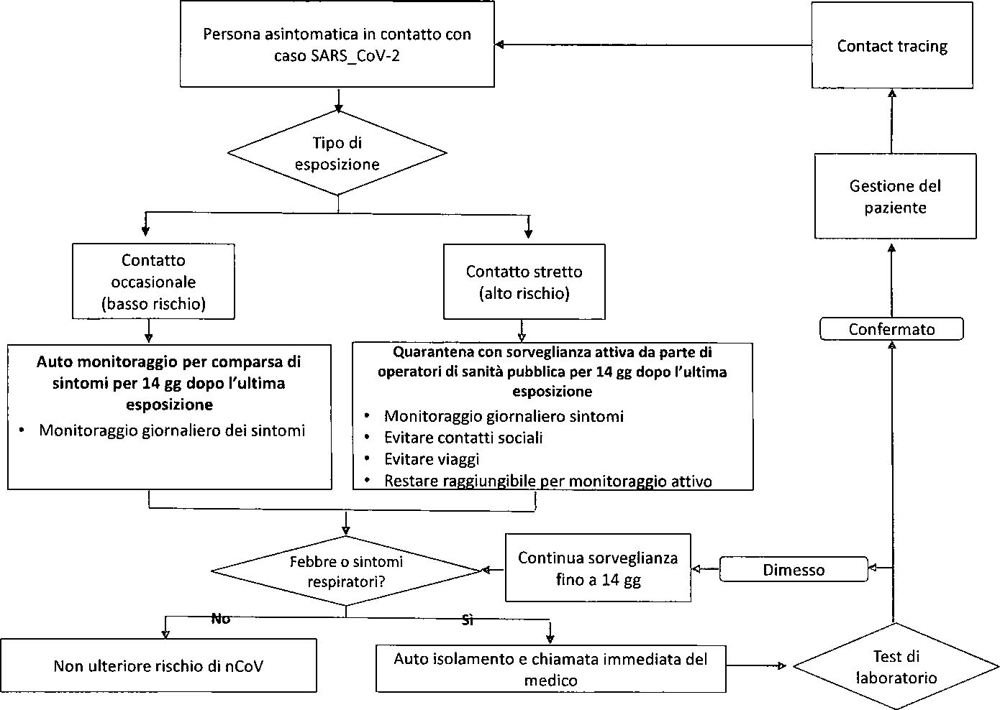 Persona asintomatica in contatto con
caso SARS_CoV-2
Contact tracing
Tipo di
esposizione
Gestione del
paziente
Contatto
occasionale
(basso rischio)
Contatto stretto
(alto rischio)
Confermato
Auto monitoraggio per comparsa di
sintomi per 14 gg dopo l'ultima
esposizione
• Monitoraggio giornaliero dei sintomi
Quarantena con sorveglianza attiva da parte di
operatori di sanità pubblica per 14 gg dopo l'ultima
esposizione
• Monitoraggio giornaliero sintomi
• Evitare contatti sociali
• Evitare viaggi
• Restare raggiungibile per monitoraggio attivo
Febbre o sintomi
respiratori?
Continua sorveglianza
fino a 14 gg
Dimesso
No
Sì
Non ulteriore rischio di nCoV
Auto isolamento e chiamata immediata del
medico
Test di
laboratorio